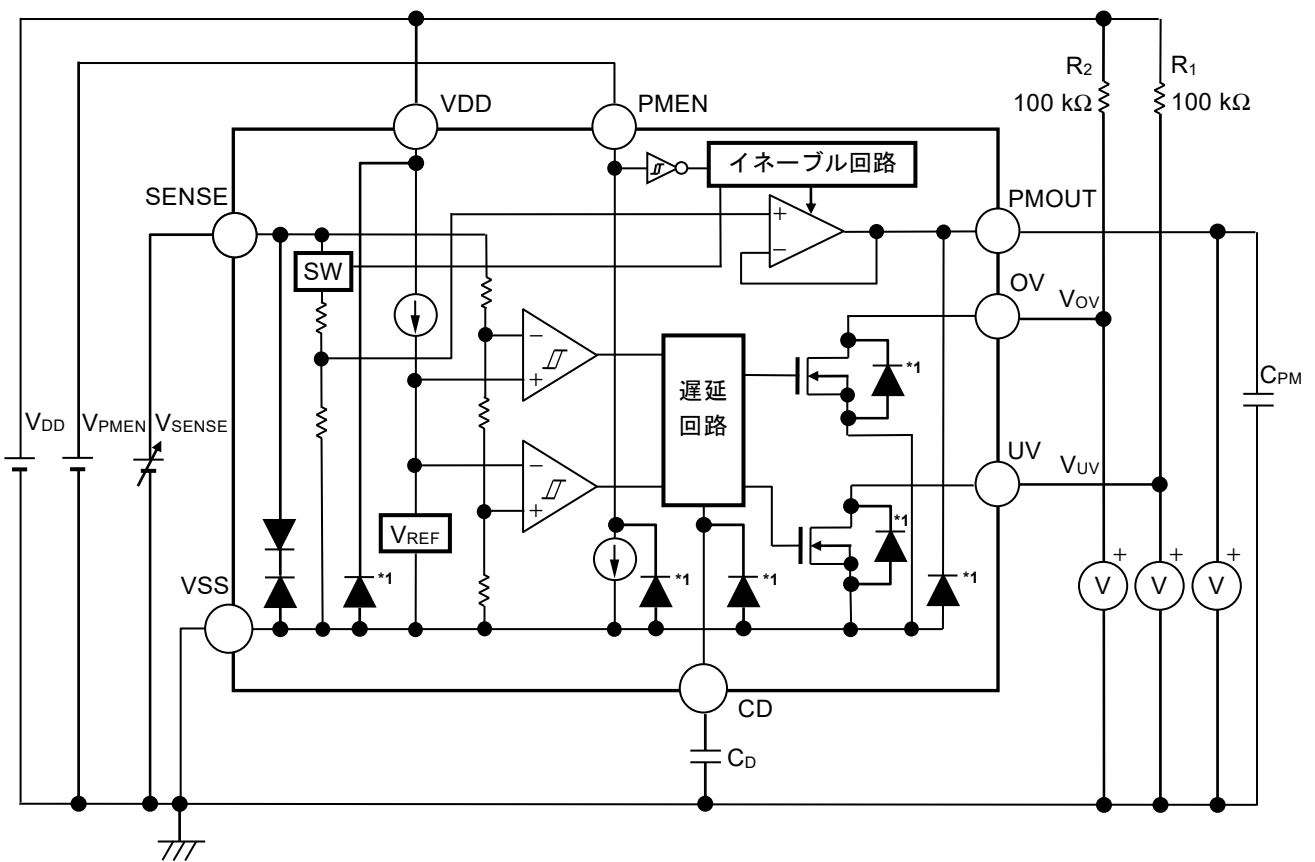 R2
100 kΩ
R1
100 kΩ
VDD
PMEN
イネーブル回路
SENSE
PMOUT
+
−
SW
OV
VOV
−
+
遅延
回路
*1
CPM
VDD
VPMEN
VSENSE
UV
VUV
−
+
VREF
*1
VSS
*1
*1
*1
*1
+
+
+
V
V
V
CD
CD